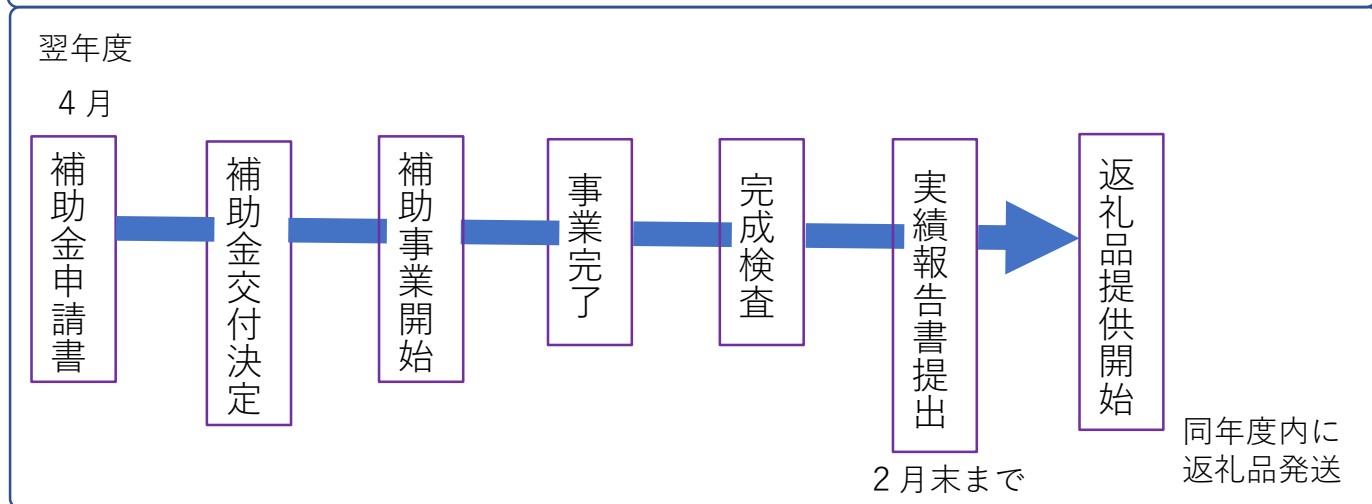 翌年度
４月
補助金申請書
補助金交付決定
補助事業開始
事業完了
完成検査
実績報告書提出
２月末まで
返礼品提供開始
同年度内に
返礼品発送